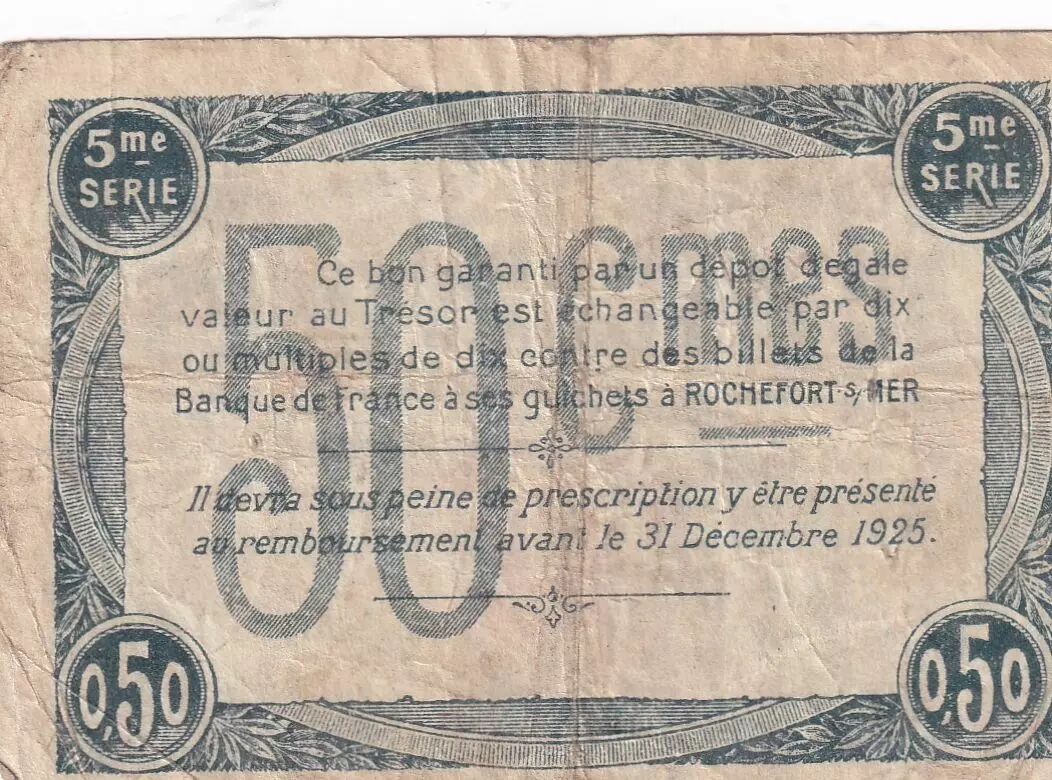 5me
SERIE
5me
SERIE
50 cmes
Ce bon garanti par un dépot d'égale
valeur au Trésor est échangeable par dix
ou multiples de dix contre des billets de la
Banque de France à ses guichets à ROCHEFORT-s/MER
Il devra sous peine de prescription y être présenté
au remboursement avant le 31 Décembre 1925.
0,50
0,50